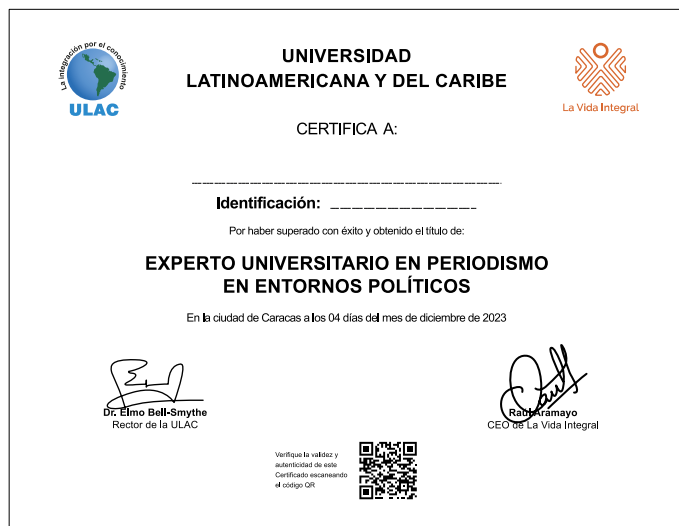 La integración por el conocimiento
ULAC
UNIVERSIDAD
LATINOAMERICANA Y DEL CARIBE
La Vida Integral
CERTIFICA A:
Identificación:
Por haber superado con éxito y obtenido el título de:
EXPERTO UNIVERSITARIO EN PERIODISMO
EN ENTORNOS POLÍTICOS
En la ciudad de Caracas a los 04 días del mes de diciembre de 2023
Dr. Elmo Bell-Smythe
Rector de la ULAC
Raúl Aramayo
CEO de La Vida Integral
Verifique la validez y
autenticidad de este
Certificado escaneando
el código QR